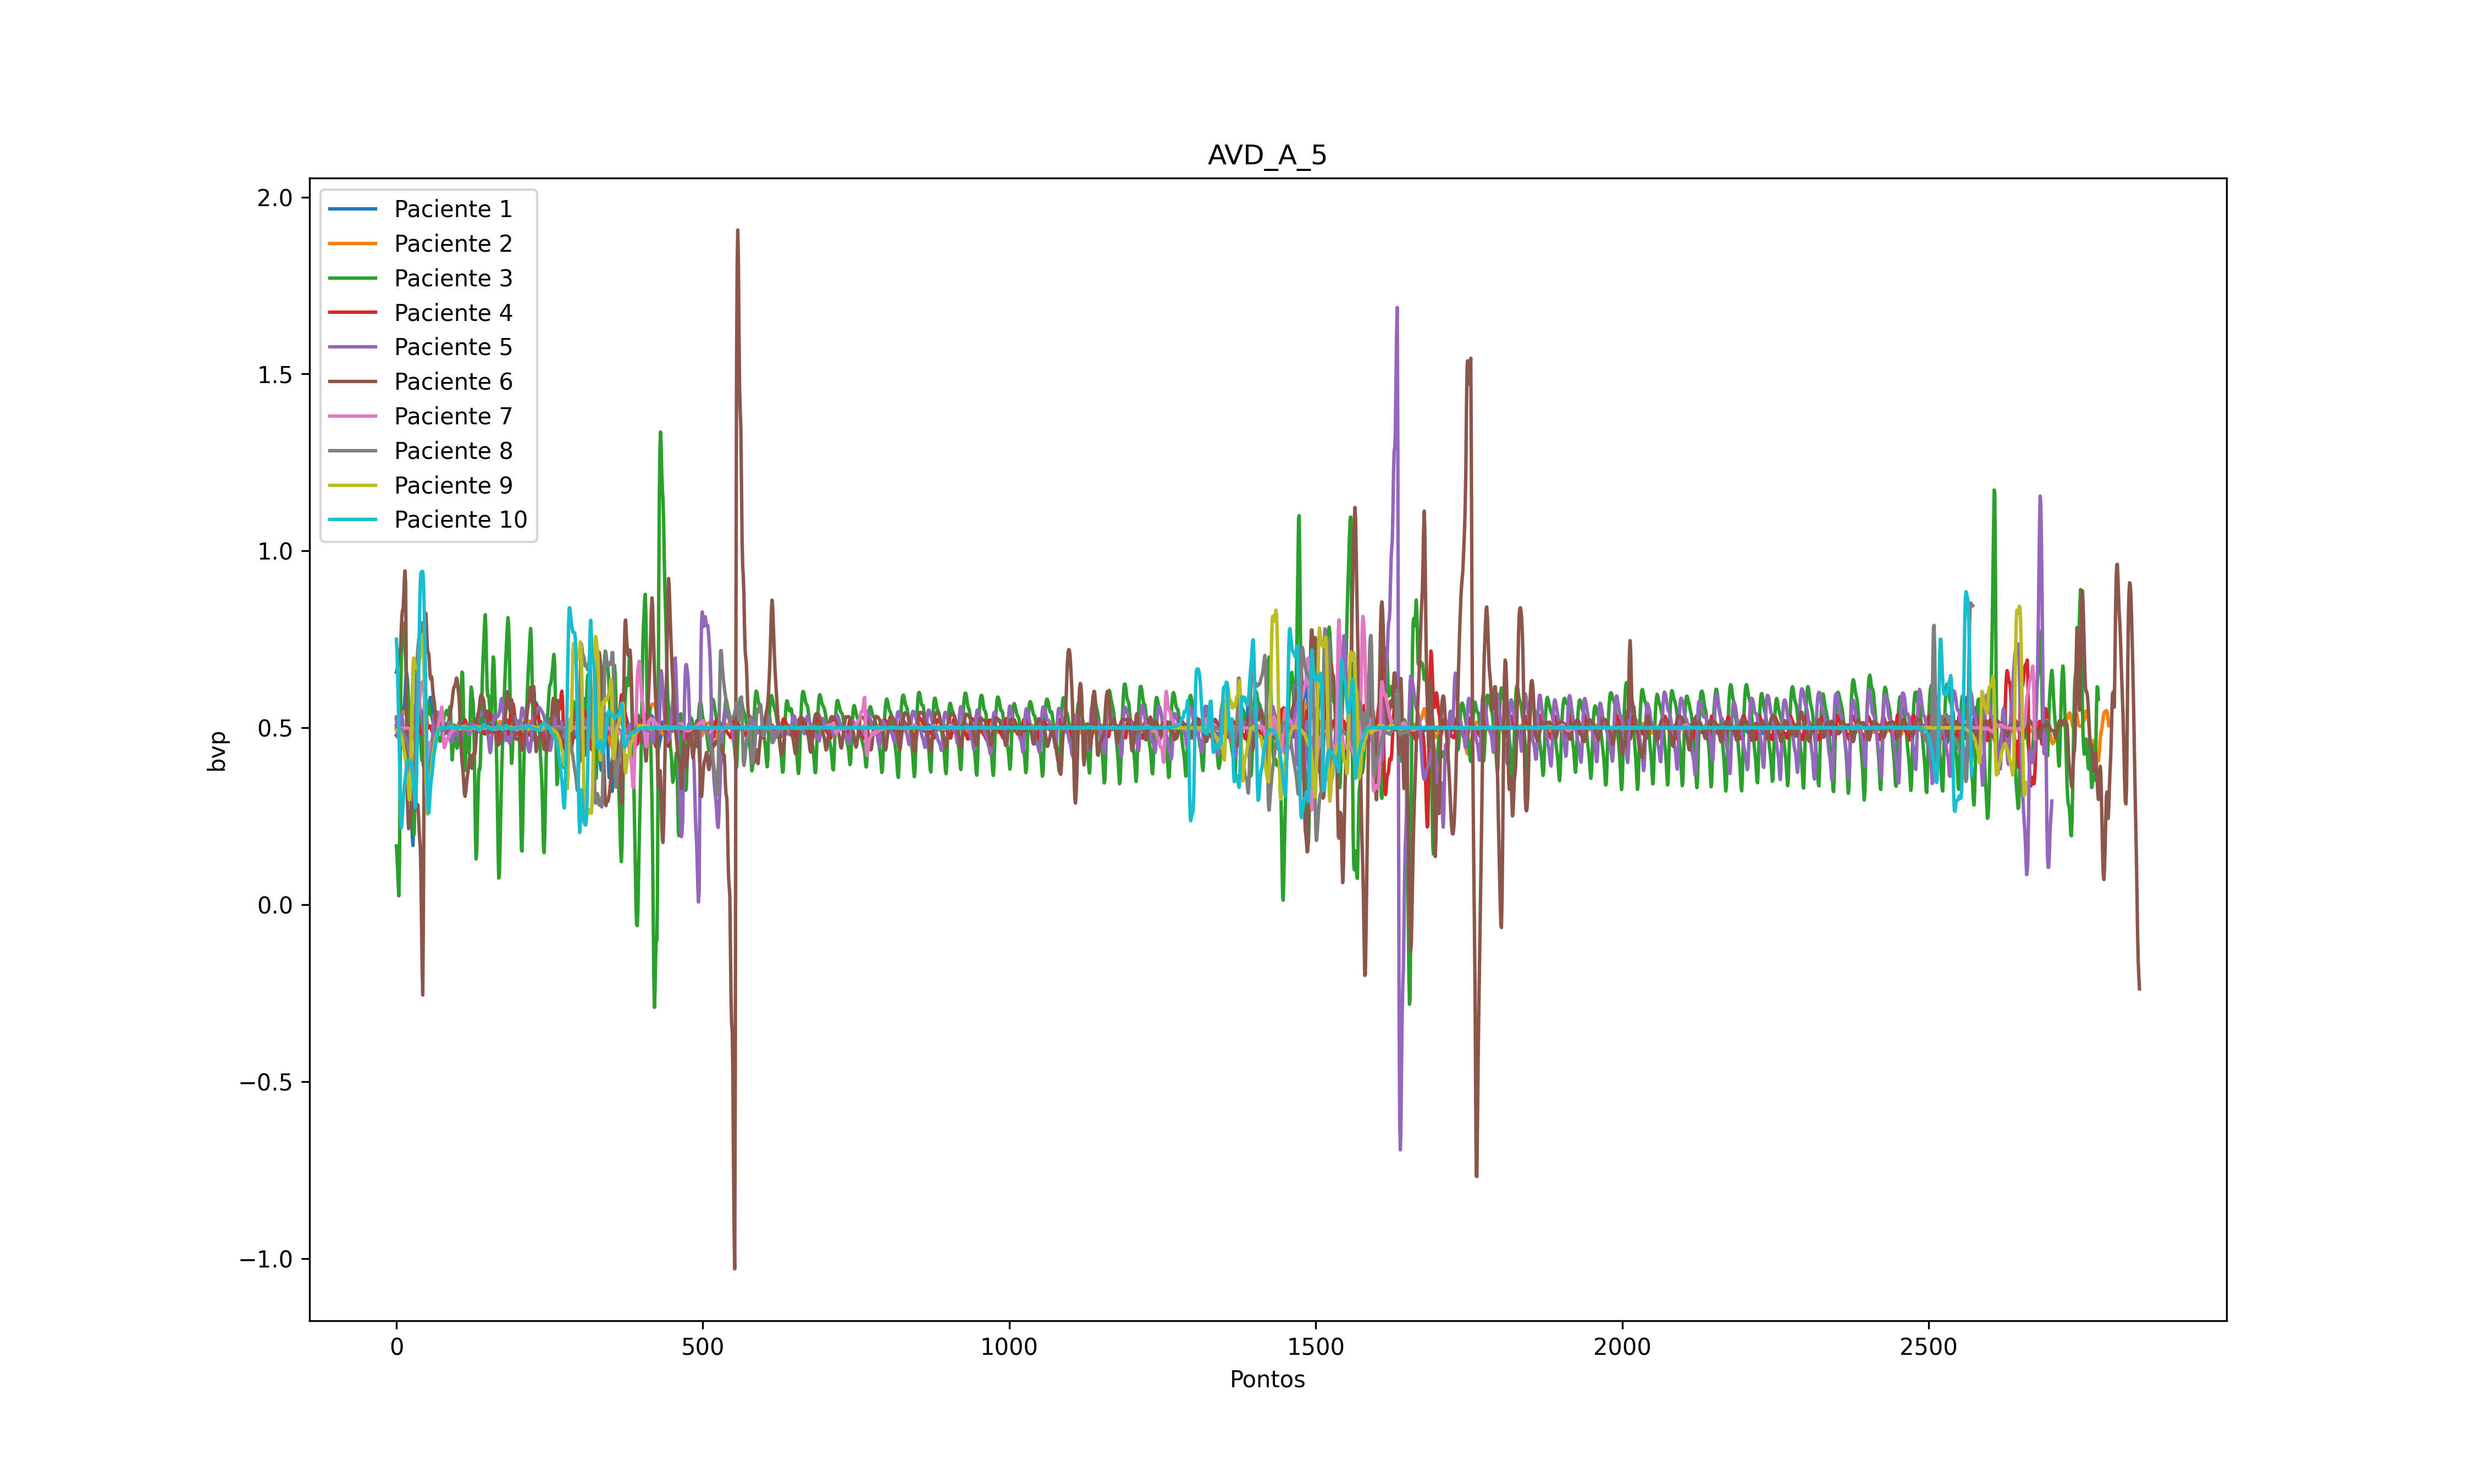 AVD_A_5
2.0
1.5
1.0
0.5
0.0
−0.5
−1.0
bvp
Paciente 1
Paciente 2
Paciente 3
Paciente 4
Paciente 5
Paciente 6
Paciente 7
Paciente 8
Paciente 9
Paciente 10
0 500 1000 1500 2000 2500
Pontos